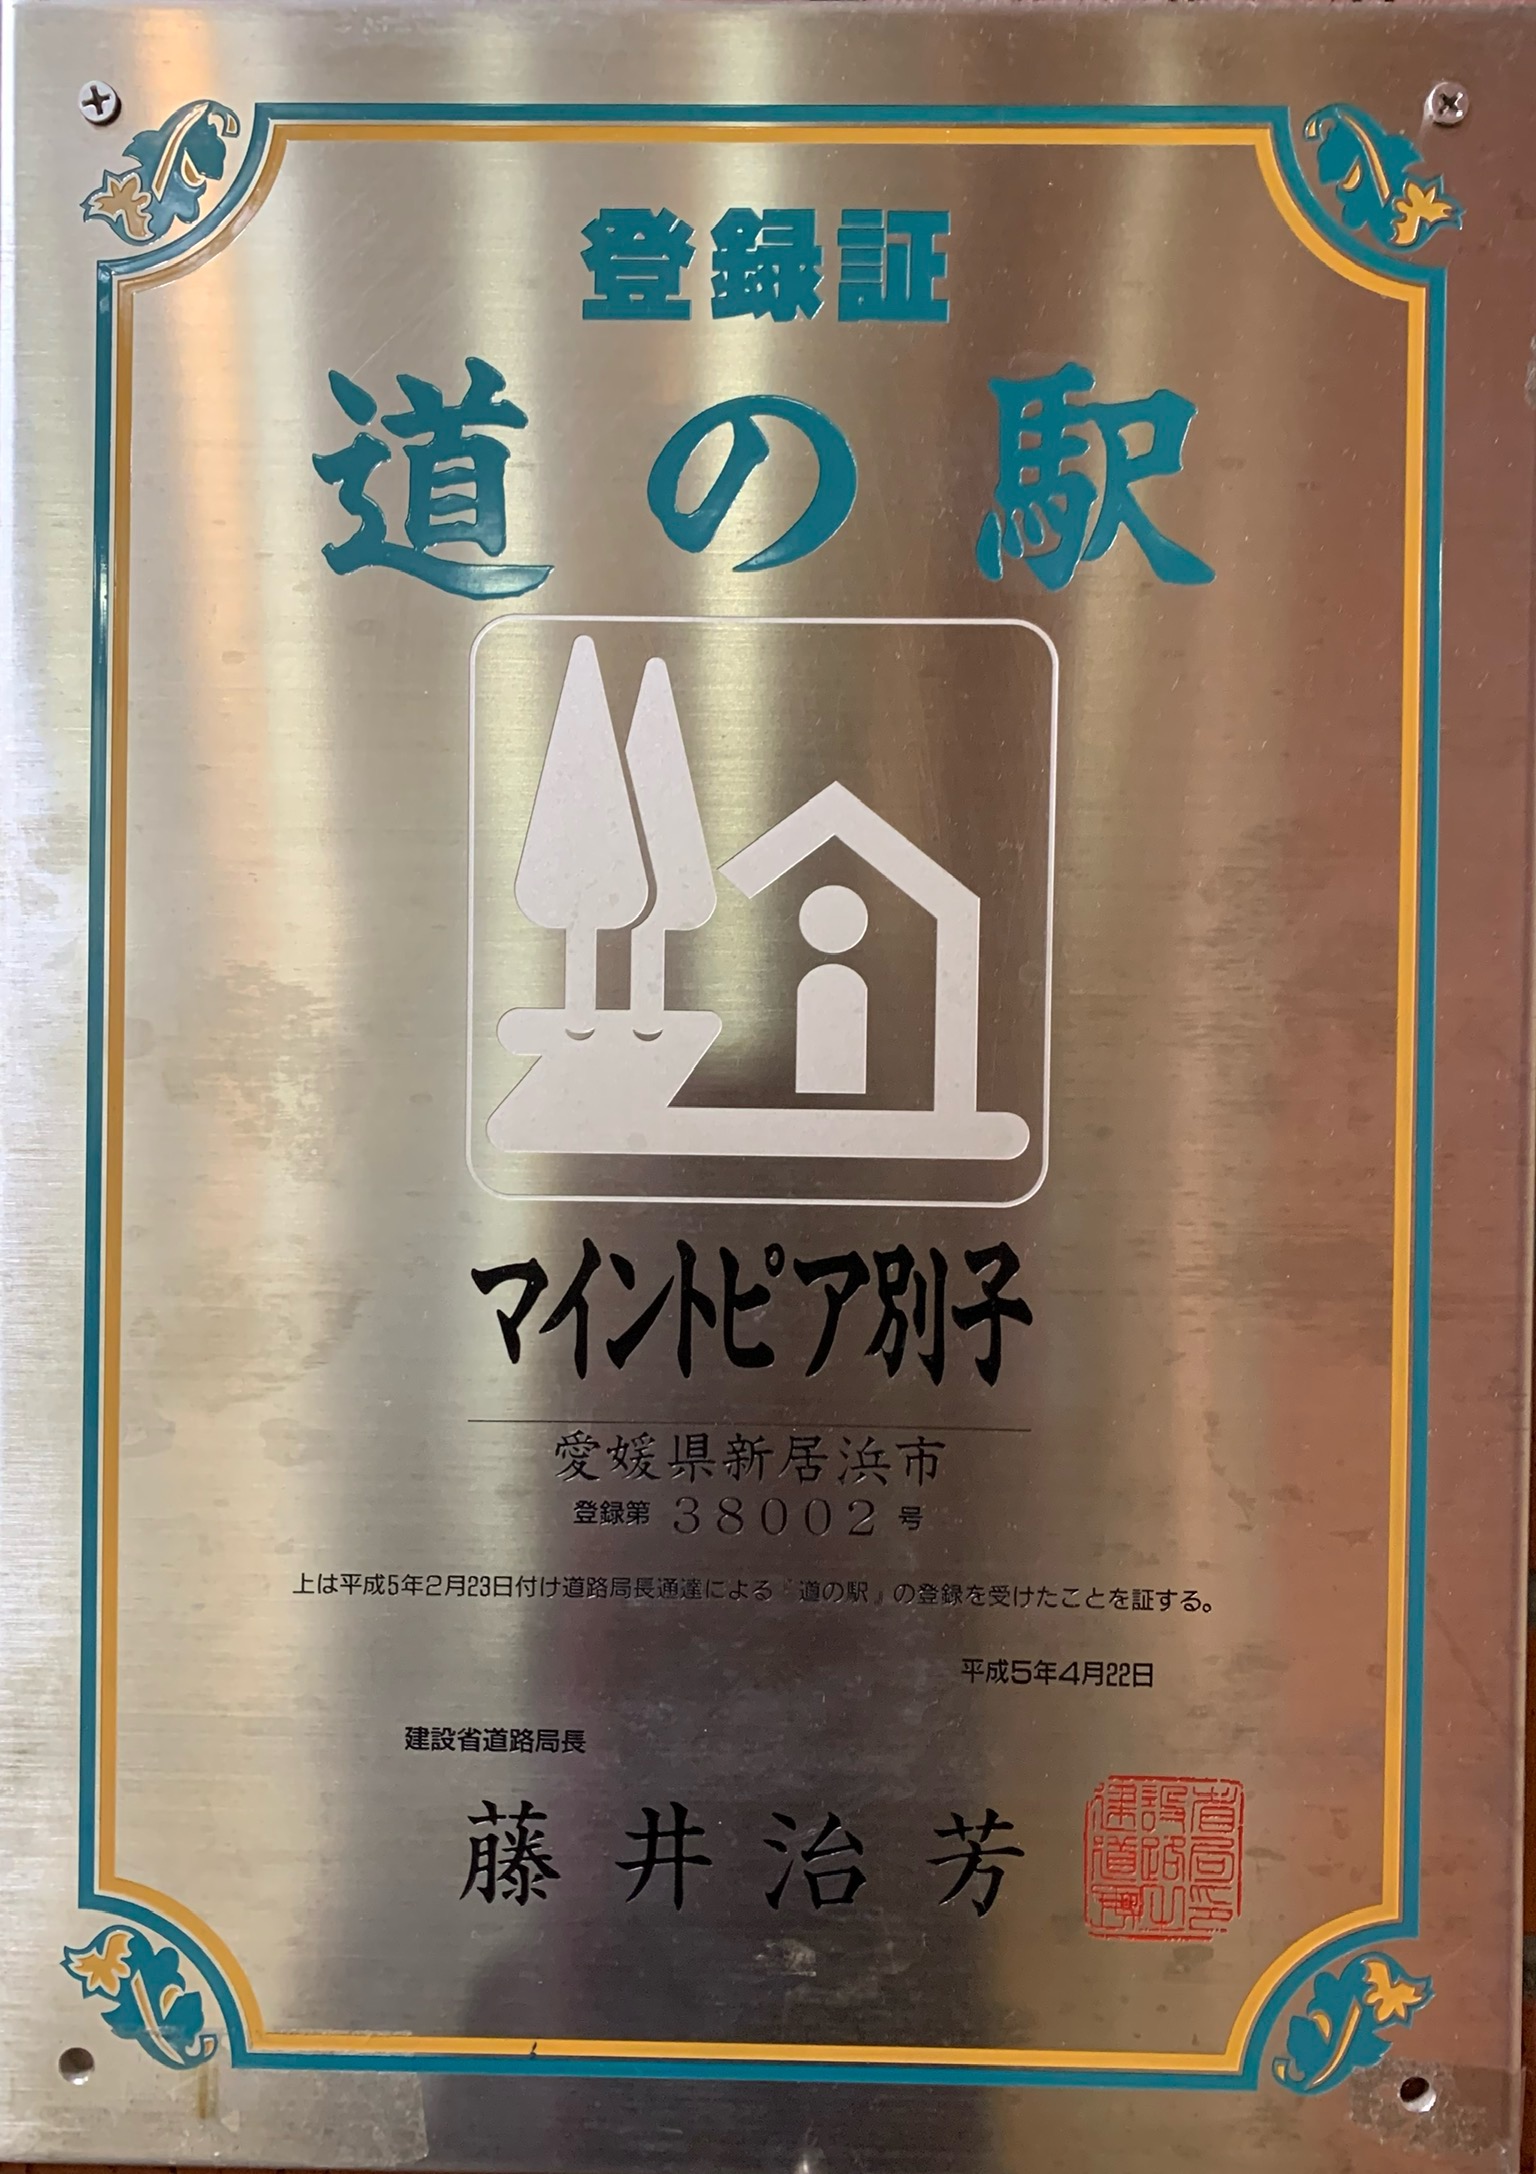 登録証
道の駅
マイントピア別子
愛媛県新居浜市
登録第 38002 号
上は平成5年2月23日付け道路局長通達による『道の駅』の登録を受けたことを証する。
平成5年4月22日
建設省道路局長
藤井治芳